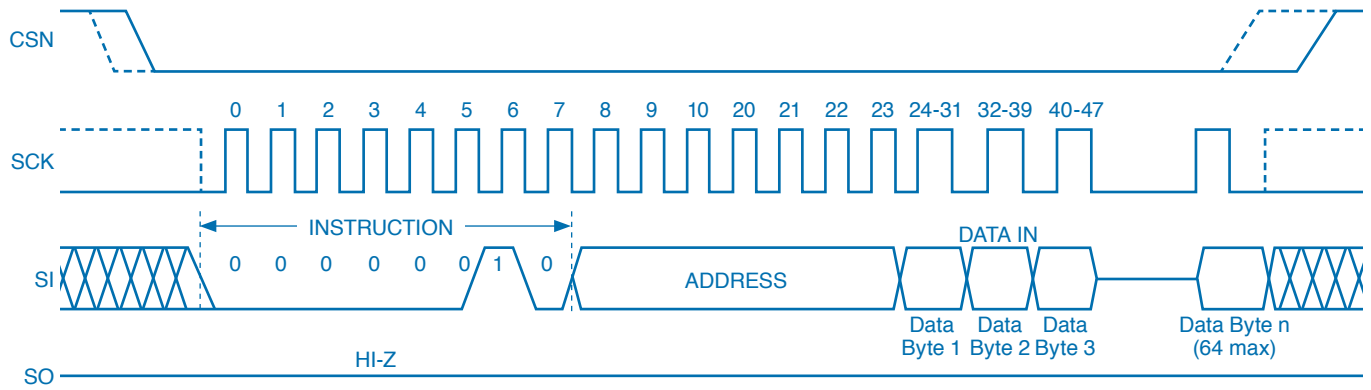 CSN
0 1 2 3 4 5 6 7 8 9 10 20 21 22 23 24-31 32-39 40-47
SCK
INSTRUCTION
DATA IN
0 0 0 0 0 0 1 0
SI
ADDRESS
Data Byte 1
Data Byte 2
Data Byte 3
Data Byte n
(64 max)
HI-Z
SO